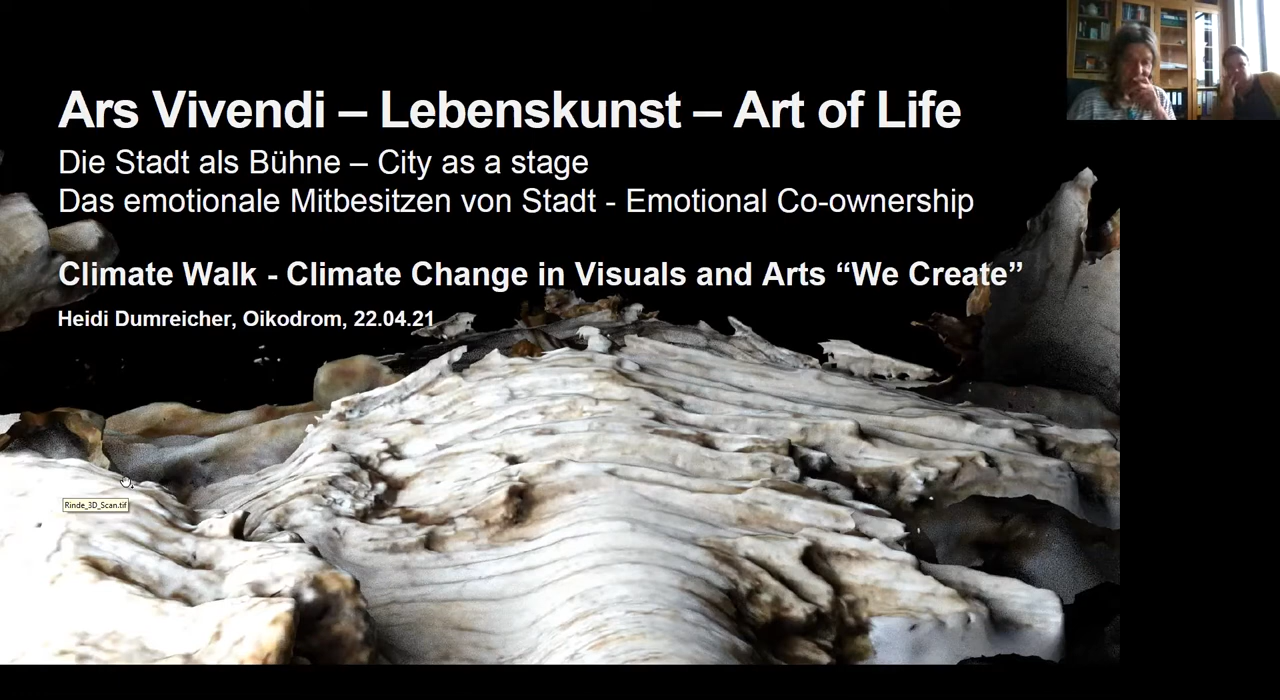 Ars Vivendi – Lebenskunst – Art of Life
Die Stadt als Bühne – City as a stage
Das emotionale Mitbesitzen von Stadt - Emotional Co-ownership
Climate Walk - Climate Change in Visuals and Arts “We Create”
Heidi Dumreicher, Oikodrom, 22.04.21
Rinde_3D_Scan.tif